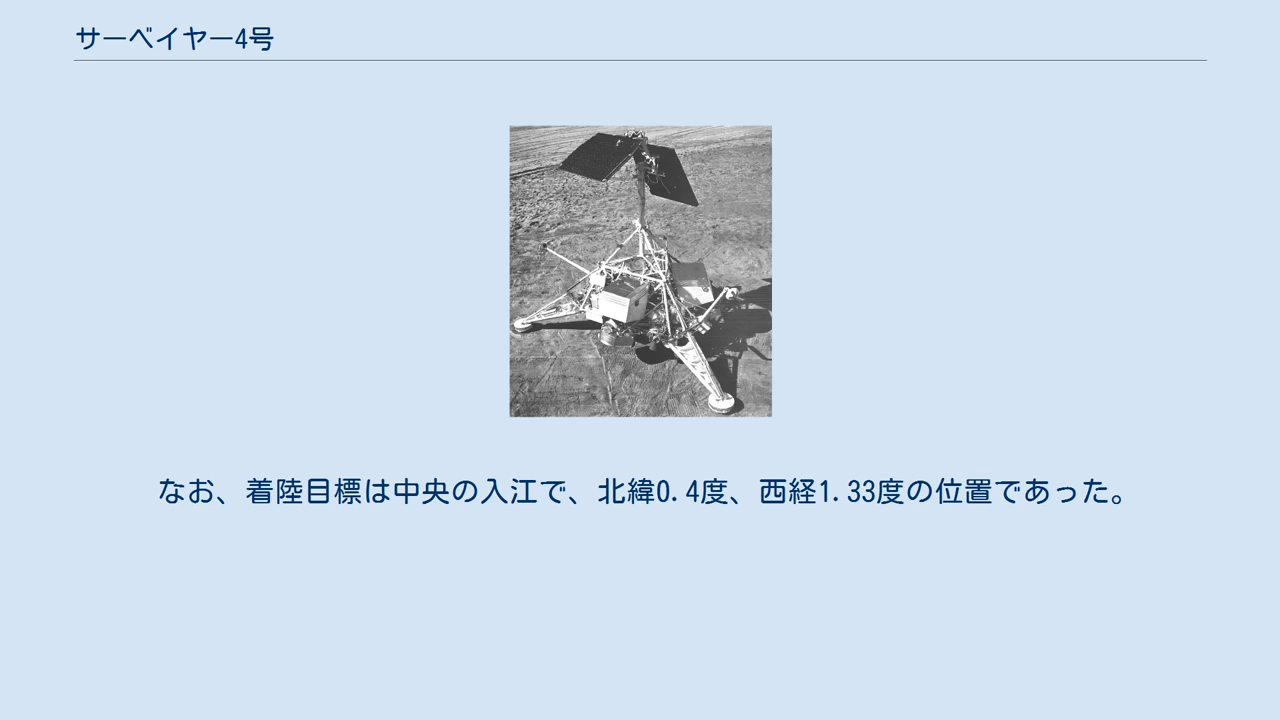 サーベイヤー4号
なお、着陸目標は中央の入江で、北緯0.4度、西経1.33度の位置であった。